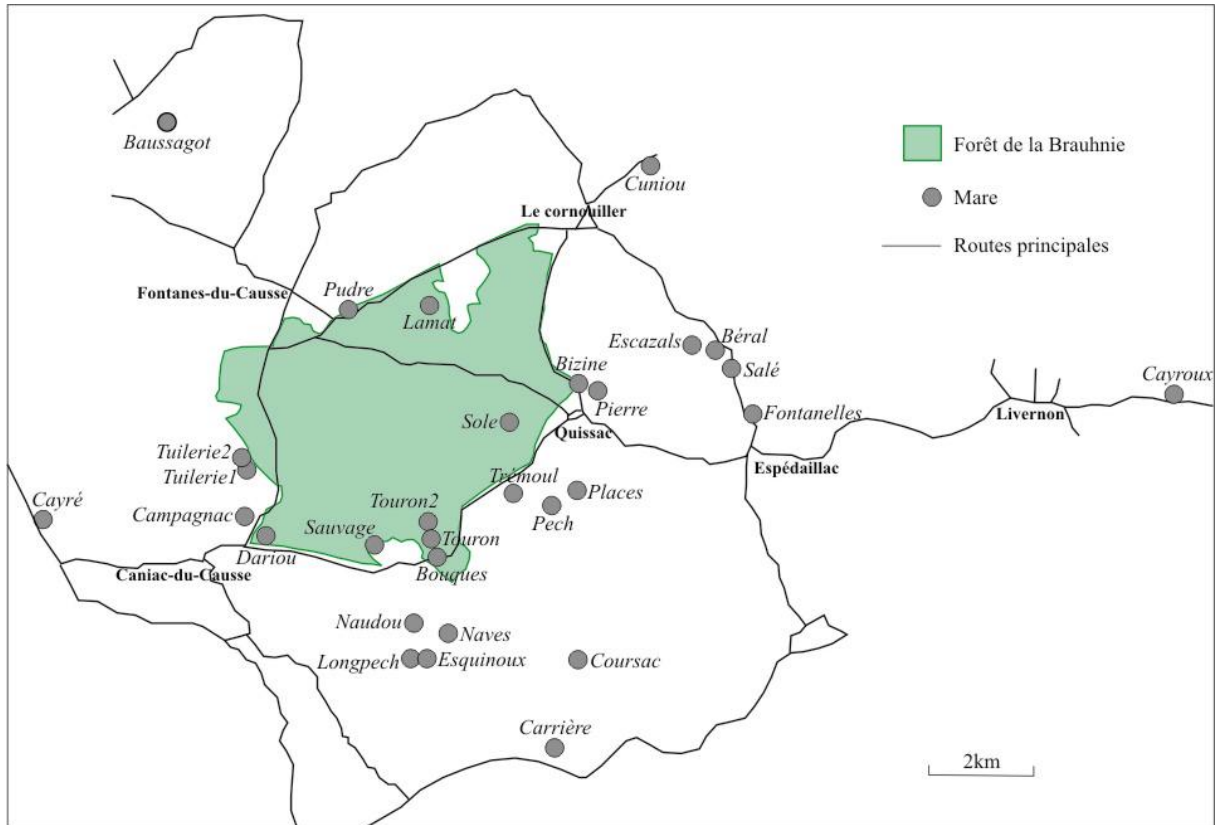 Baussagot
Forêt de la Brauhnie
Mare
Cuniou
Le cornouiller
Routes principales
Fontanes-du-Causse
Pudre
Lamat
Escazals
Béral
Salé
Bizine
Pierre
Cayroux
Sole
Quissac
Fontanelles
Livernon
Tuilerie2
Tuilerie1
Espédaillac
Trémoul
Places
Pech
Cayré
Campagnac
Touron2
Sauvage
Touron
Dariou
Bouques
Caniac-du-Causse
Naudou
Naves
Longpech
Esquinoux
Coursac
Carrière
2km